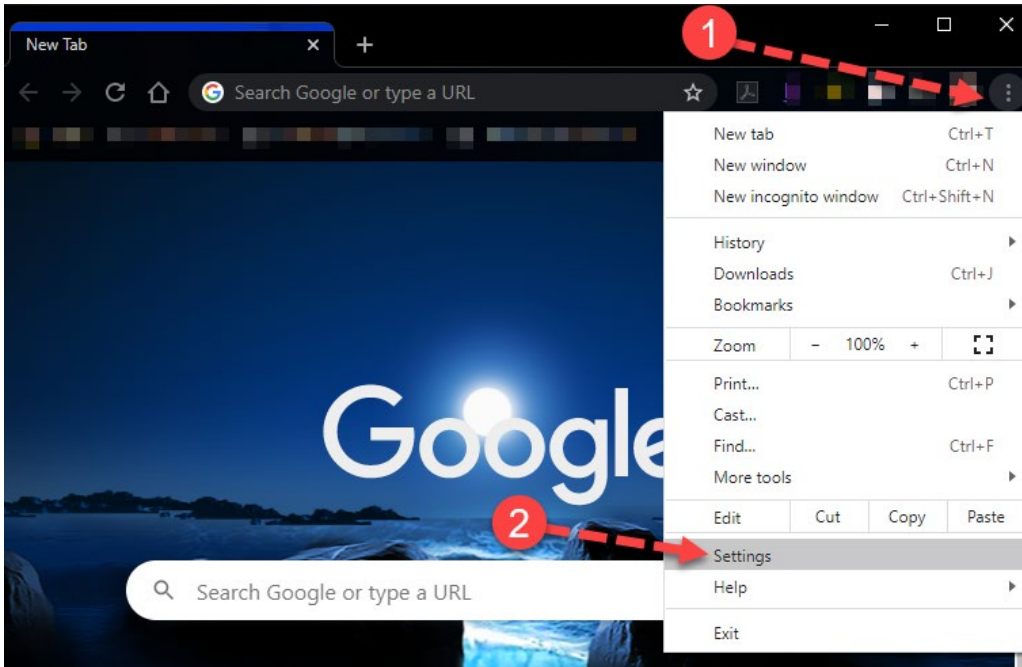 1
New Tab
Search Google or type a URL
New tab Ctrl+T
New window Ctrl+N
New incognito window Ctrl+Shift+N
History
Downloads Ctrl+J
Bookmarks
Zoom - 100% +
Print... Ctrl+P
Cast...
Find... Ctrl+F
More tools
Edit Cut Copy Paste
Settings
Help
Exit
Google
2
Search Google or type a URL